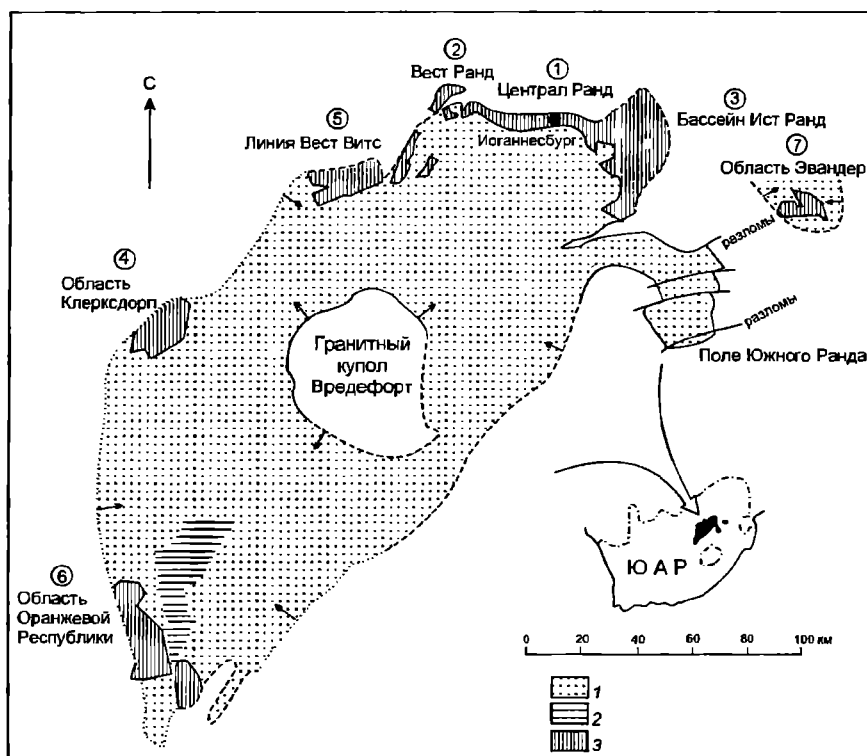 С
②
Вест Ранд
①
Централ Ранд
③
Бассейн Ист Ранд
⑤
Линия Вест Витс
Иоганнесбург
⑦
Область Эвандер
④
Область
Клерксдорп
разломы
разломы
Гранитный
купол
Вредефорт
Поле Южного Ранда
⑥
Область
Оранжевой
Республики
ЮАР
0 20 40 60 80 100 км
1
2
3